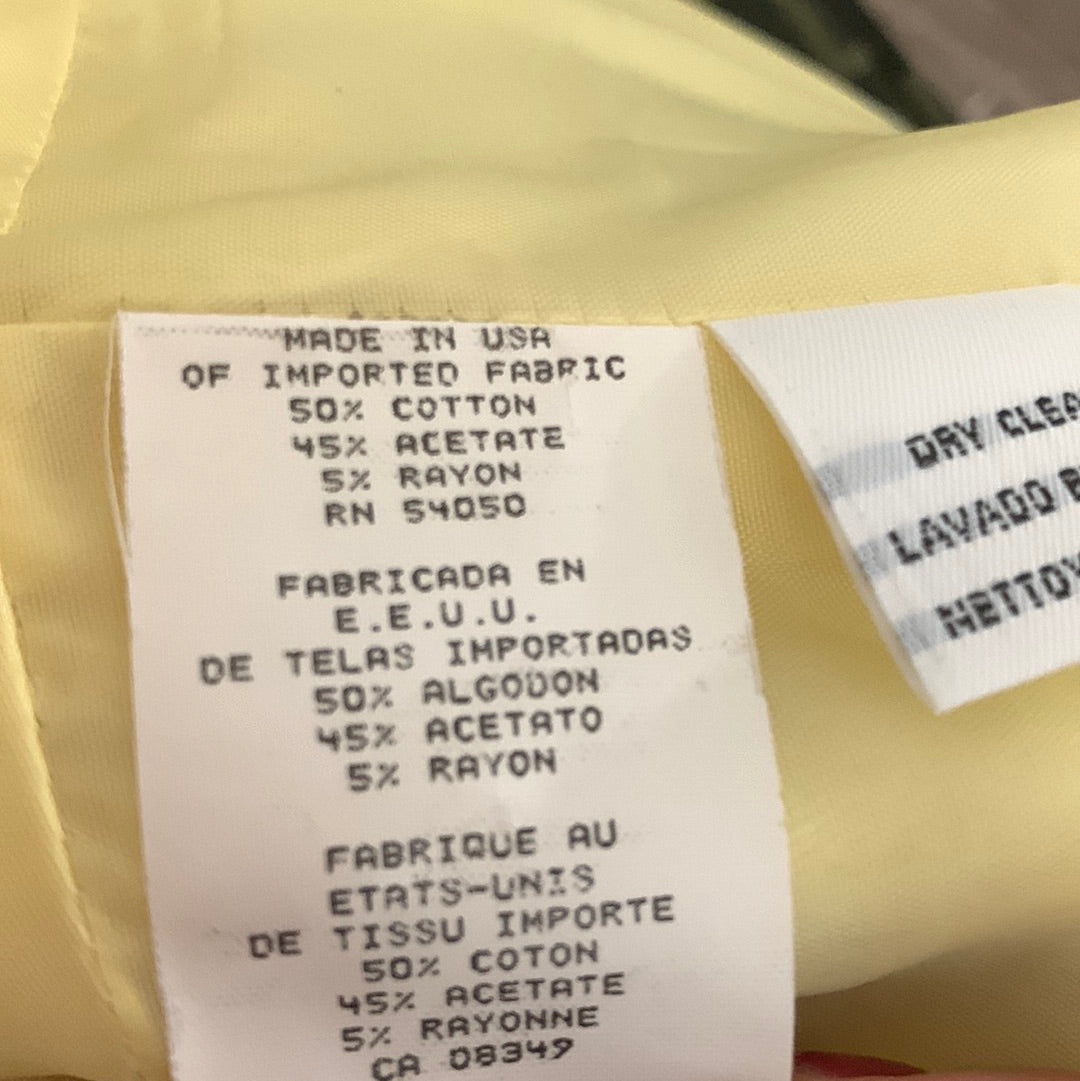 MADE IN USA
OF IMPORTED FABRIC
50% COTTON
45% ACETATE
5% RAYON
RN 54050
FABRICADA EN
E.E.U.U.
DE TELAS IMPORTADAS
50% ALGODON
45% ACETATO
5% RAYON
FABRIQUE AU
ETATS-UNIS
DE TISSU IMPORTE
50% COTON
45% ACETATE
5% RAYONNE
CA 08349
DRY
LAVADO